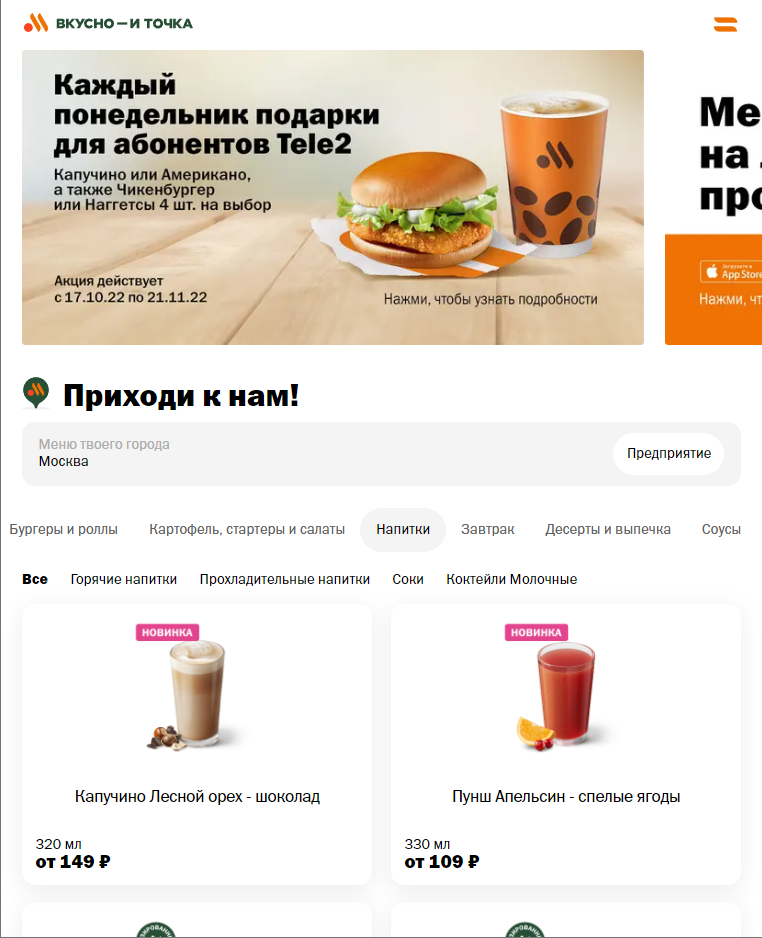 ВКУСНО — И ТОЧКА
Каждый
понедельник подарки
для абонентов Tele2
Капучино или Американо,
а также Чикенбургер
или Наггетсы 4 шт. на выбор
Акция действует
с 17.10.22 по 21.11.22
Нажми, чтобы узнать подробности
Ме
на
про
Загрузите в
App Store
Нажми, чт
Приходи к нам!
Меню твоего города
Москва
Предприятие
Бургеры и роллы Картофель, стартеры и салаты Напитки Завтрак Десерты и выпечка Соусы
Все Горячие напитки Прохладительные напитки Соки Коктейли Молочные
НОВИНКА
Капучино Лесной орех - шоколад
320 мл
от 149 ₽
НОВИНКА
Пунш Апельсин - спелые ягоды
330 мл
от 109 ₽